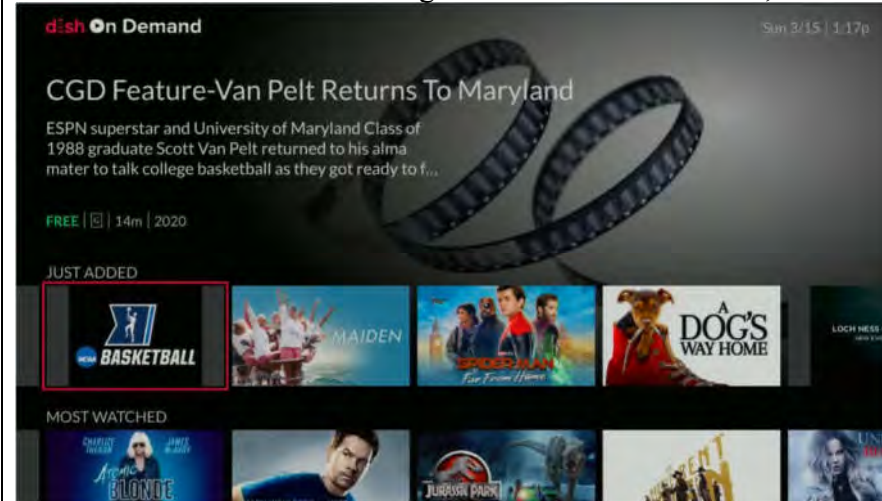 dish On Demand
Sun 3/15 | 1:17p
CGD Feature-Van Pelt Returns To Maryland
ESPN superstar and University of Maryland Class of
1988 graduate Scott Van Pelt returned to his alma
mater to talk college basketball as they got ready to f...
FREE | G | 14m | 2020
JUST ADDED
NCAA BASKETBALL
MAIDEN
SPIDER-MAN
Far From Home
A
DOG'S
WAY HOME
LOCH NESS
MOST WATCHED
CHARLIZE THERON
JAMES McAVOY
Atomic
BLONDE
JURASSIC PARK